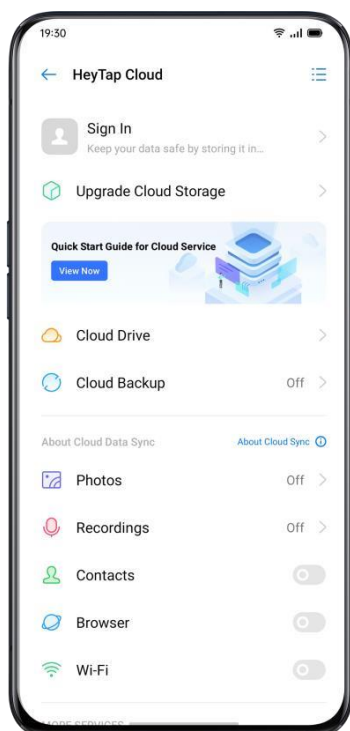 19:30
HeyTap Cloud
Sign In
Keep your data safe by storing it in...
Upgrade Cloud Storage
Quick Start Guide for Cloud Service
View Now
Cloud Drive
Cloud Backup Off
About Cloud Data Sync About Cloud Sync
Photos Off
Recordings Off
Contacts
Browser
Wi-Fi
MORE SERVICES